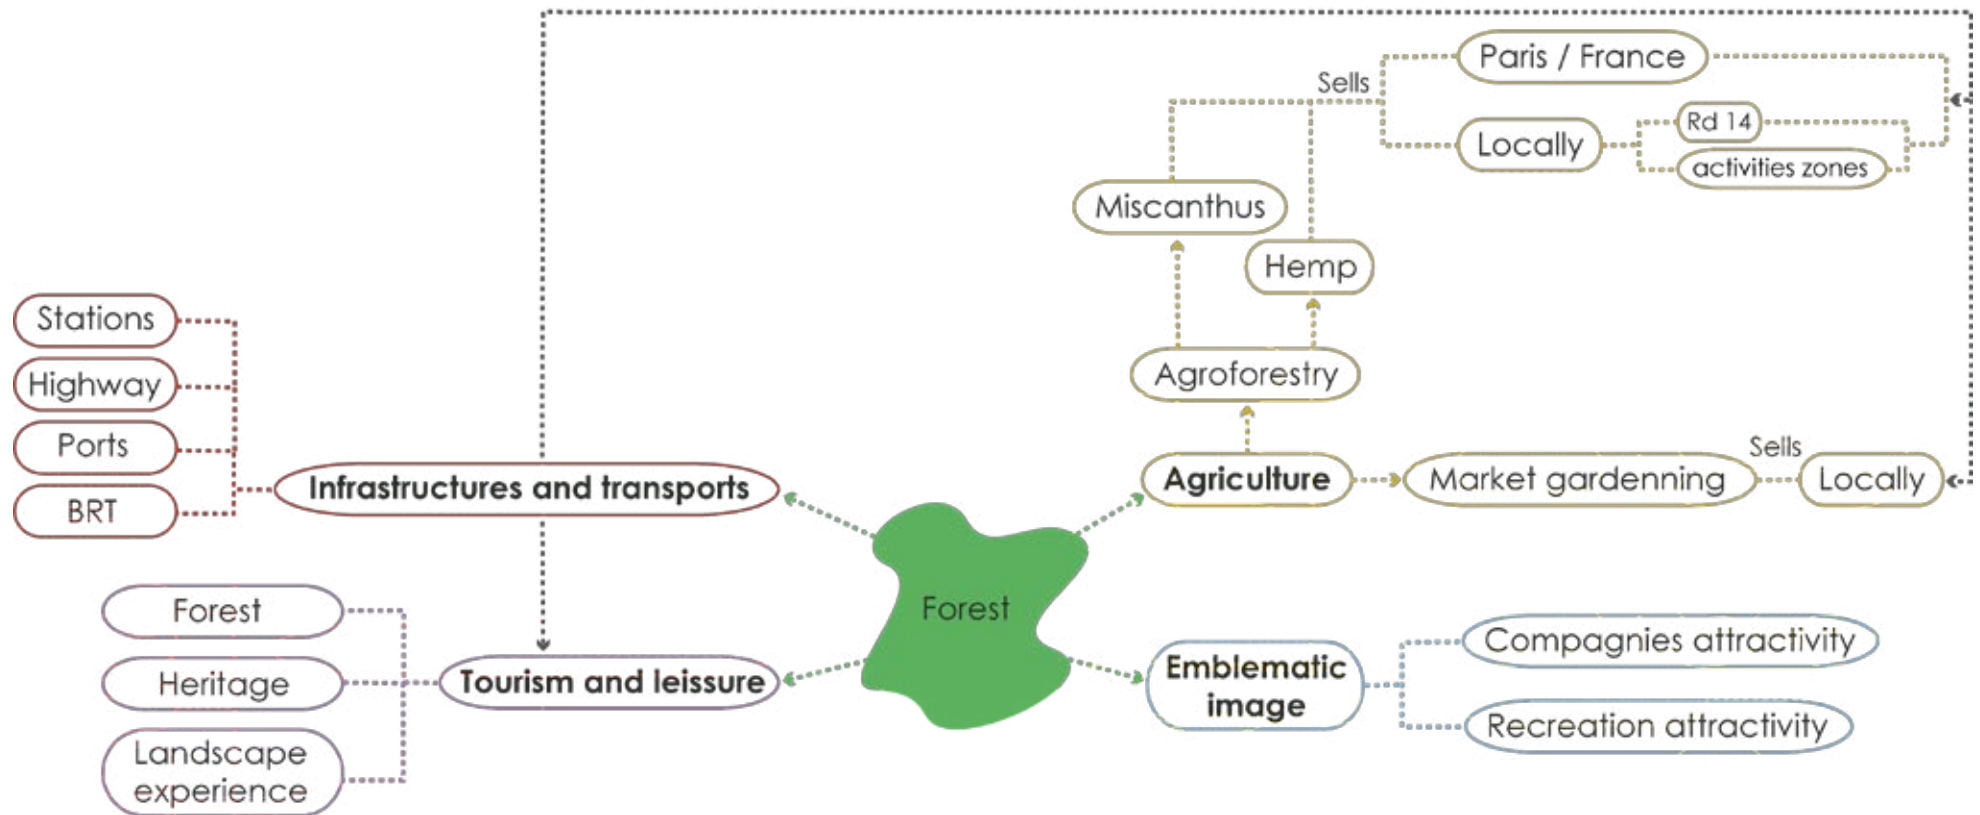 Paris / France
Sells
Rd 14
Locally
activities zones
Miscanthus
Hemp
Stations
Highway
Agroforestry
Ports
Sells
Infrastructures and transports
Agriculture
Market gardenning
Locally
BRT
Forest
Forest
Compagnies attractivity
Heritage
Tourism and leissure
Emblematic
image
Recreation attractivity
Landscape
experience